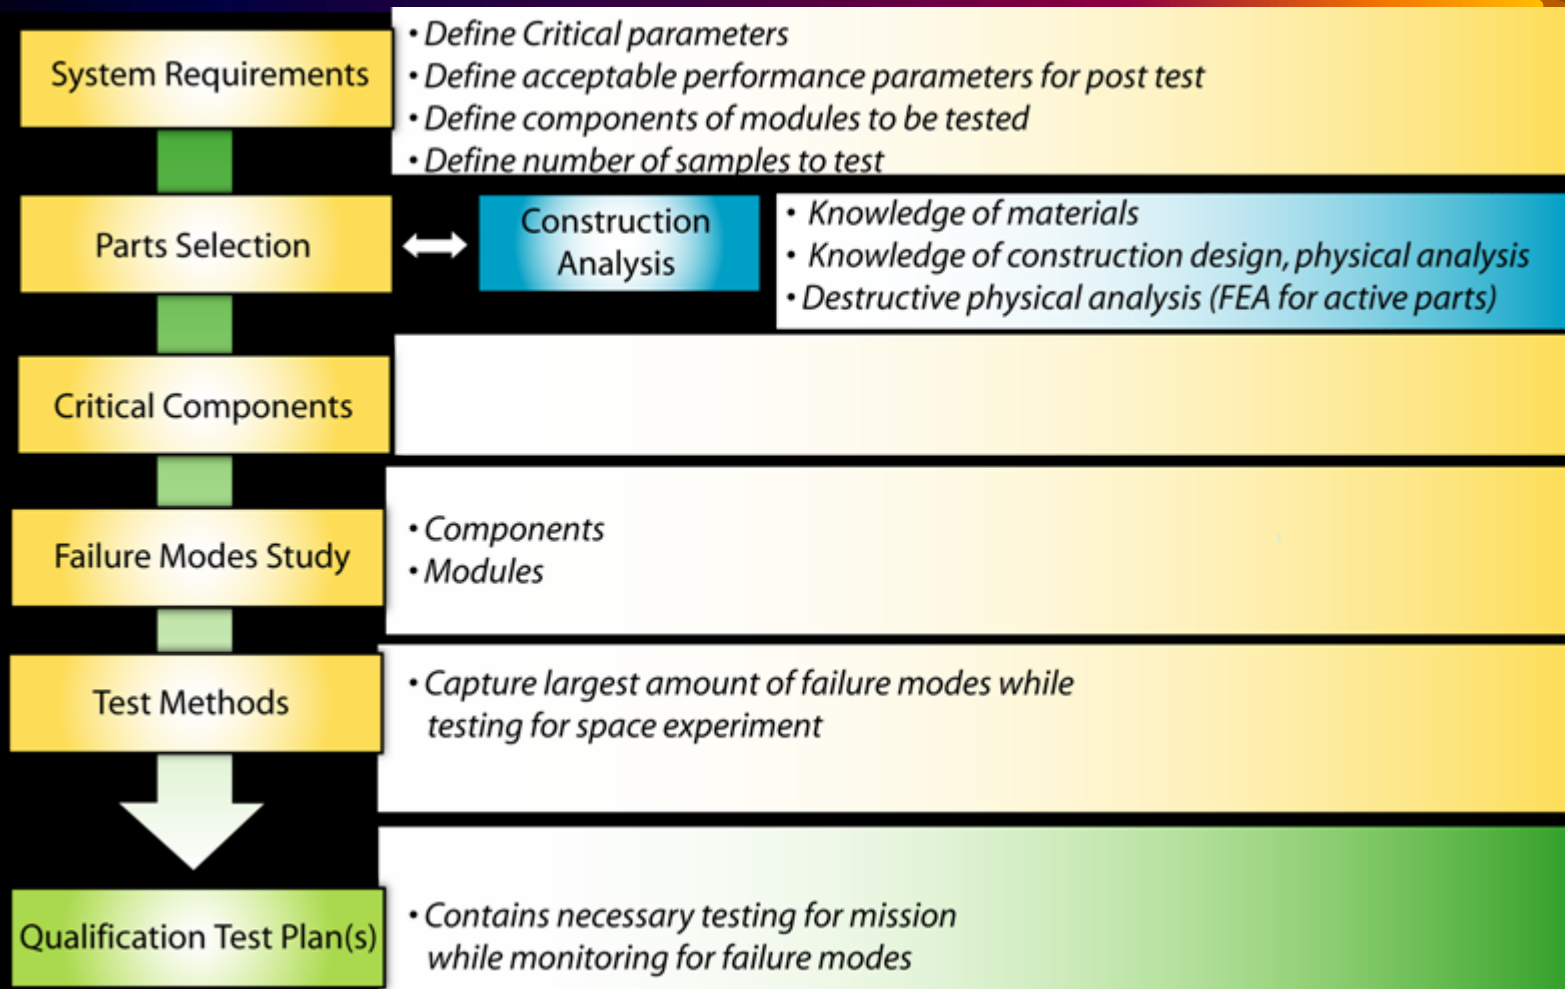 System Requirements
• Define Critical parameters
• Define acceptable performance parameters for post test
• Define components of modules to be tested
• Define number of samples to test
Parts Selection
Construction
Analysis
• Knowledge of materials
• Knowledge of construction design, physical analysis
• Destructive physical analysis (FEA for active parts)
Critical Components
Failure Modes Study
• Components
• Modules
Test Methods
• Capture largest amount of failure modes while
testing for space experiment
Qualification Test Plan(s)
• Contains necessary testing for mission
while monitoring for failure modes